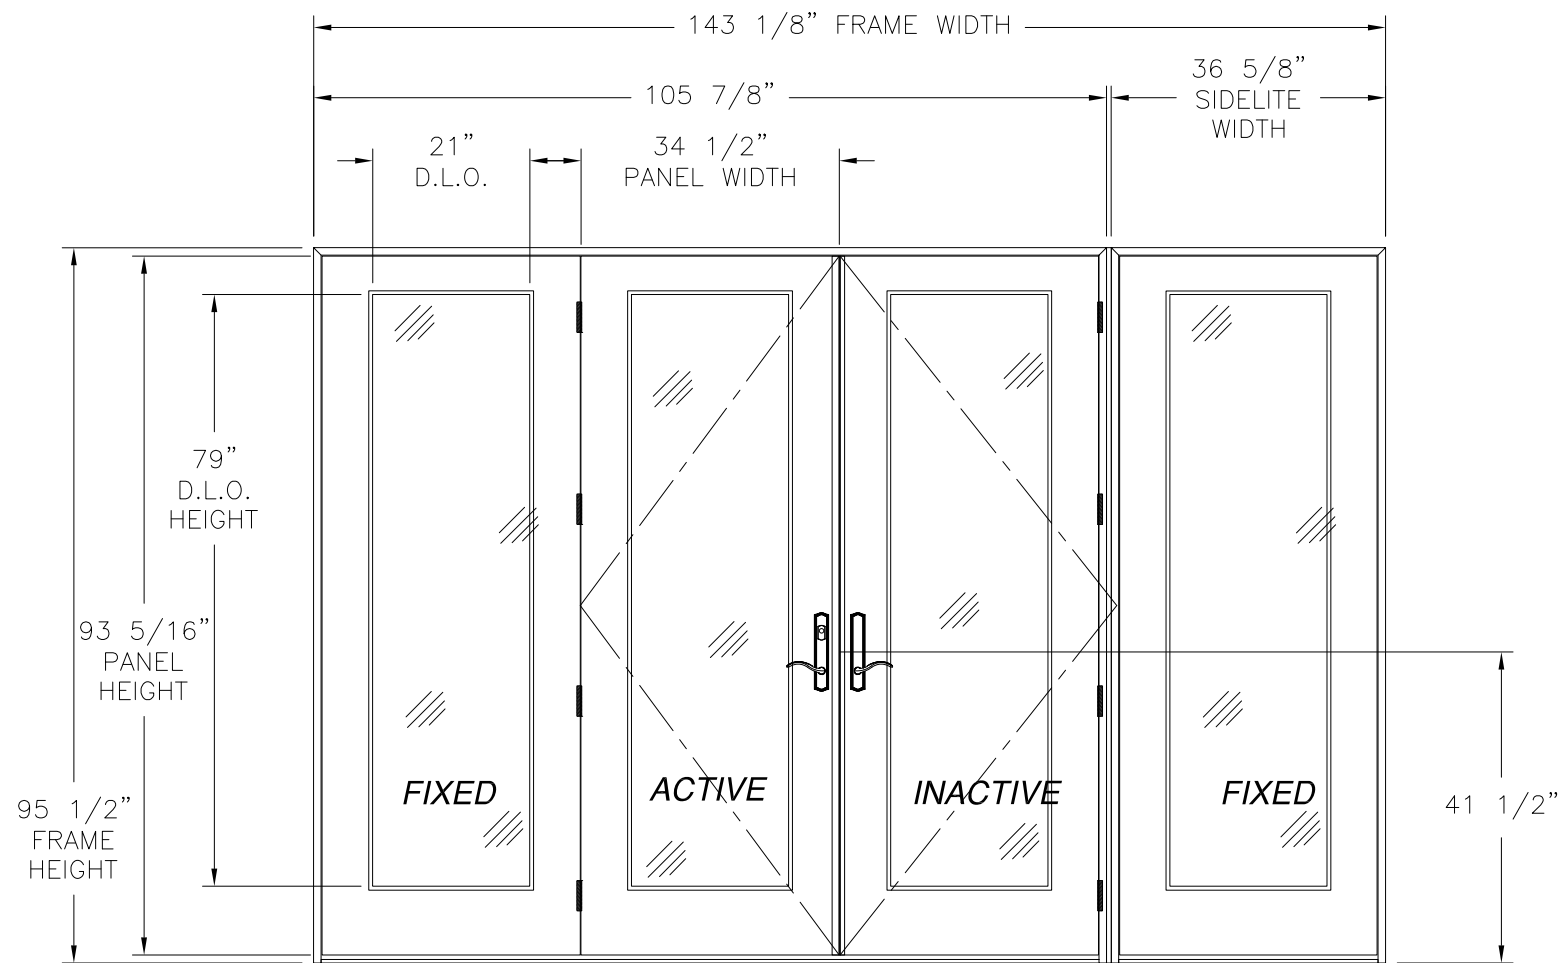 143 1/8” FRAME WIDTH
36 5/8”
SIDELITE
WIDTH
105 7/8”
21”
D.L.O.
34 1/2”
PANEL WIDTH
79”
D.L.O.
HEIGHT
93 5/16”
PANEL
HEIGHT
95 1/2”
FRAME
HEIGHT
FIXED
ACTIVE
INACTIVE
FIXED
41 1/2”